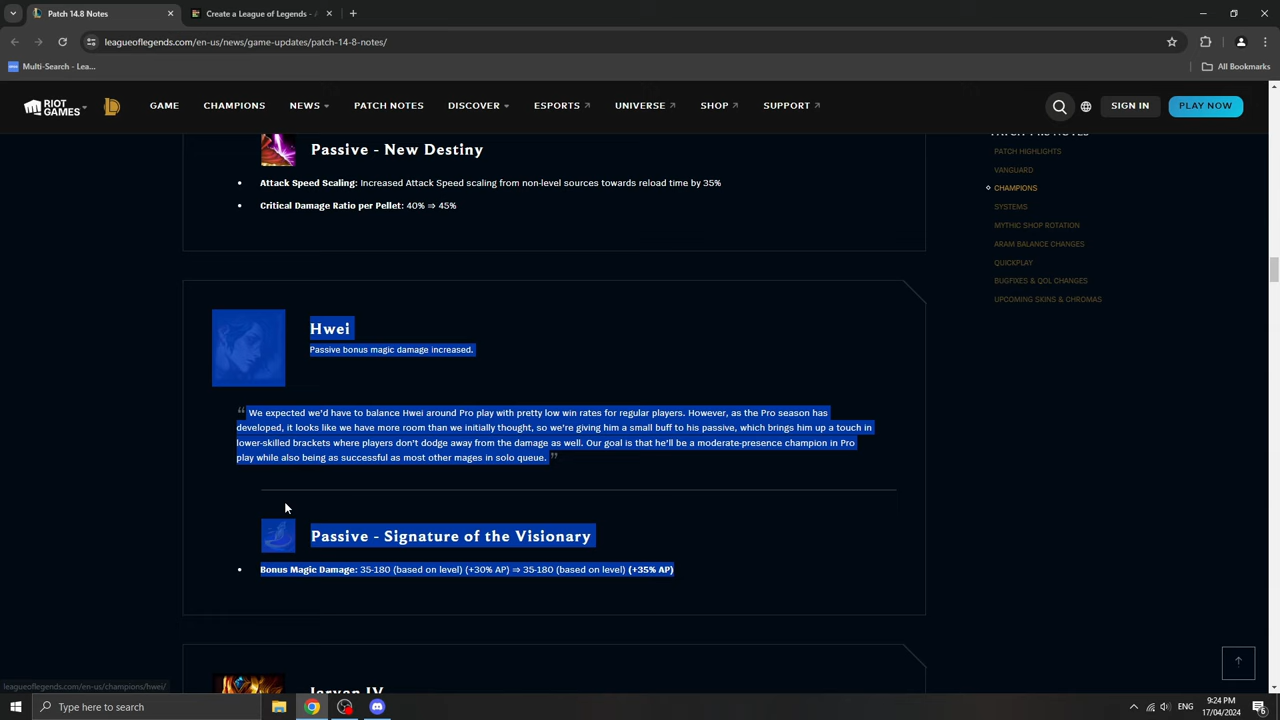 Patch 14.8 Notes
Create a League of Legends - A
leagueoflegends.com/en-us/news/game-updates/patch-14-8-notes/
Multi-Search - Lea...
All Bookmarks
RIOT GAMES
GAME
CHAMPIONS
NEWS
PATCH NOTES
DISCOVER
ESPORTS
UNIVERSE
SHOP
SUPPORT
SIGN IN
PLAY NOW
Passive - New Destiny
Attack Speed Scaling: Increased Attack Speed scaling from non-level sources towards reload time by 35%
Critical Damage Ratio per Pellet: 40% ⇒ 45%
PATCH HIGHLIGHTS
VANGUARD
CHAMPIONS
SYSTEMS
MYTHIC SHOP ROTATION
ARAM BALANCE CHANGES
QUICKPLAY
BUGFIXES & QOL CHANGES
UPCOMING SKINS & CHROMAS
Hwei
Passive bonus magic damage increased.
“ We expected we'd have to balance Hwei around Pro play with pretty low win rates for regular players. However, as the Pro season has
developed, it looks like we have more room than we initially thought, so we're giving him a small buff to his passive, which brings him up a touch in
lower-skilled brackets where players don't dodge away from the damage as well. Our goal is that he'll be a moderate-presence champion in Pro
play while also being as successful as most other mages in solo queue. ”
Passive - Signature of the Visionary
Bonus Magic Damage: 35-180 (based on level) (+30% AP) ⇒ 35-180 (based on level) (+35% AP)
Jarvan IV
leagueoflegends.com/en-us/champions/hwei/
Type here to search
ENG
9:24 PM
17/04/2024
6